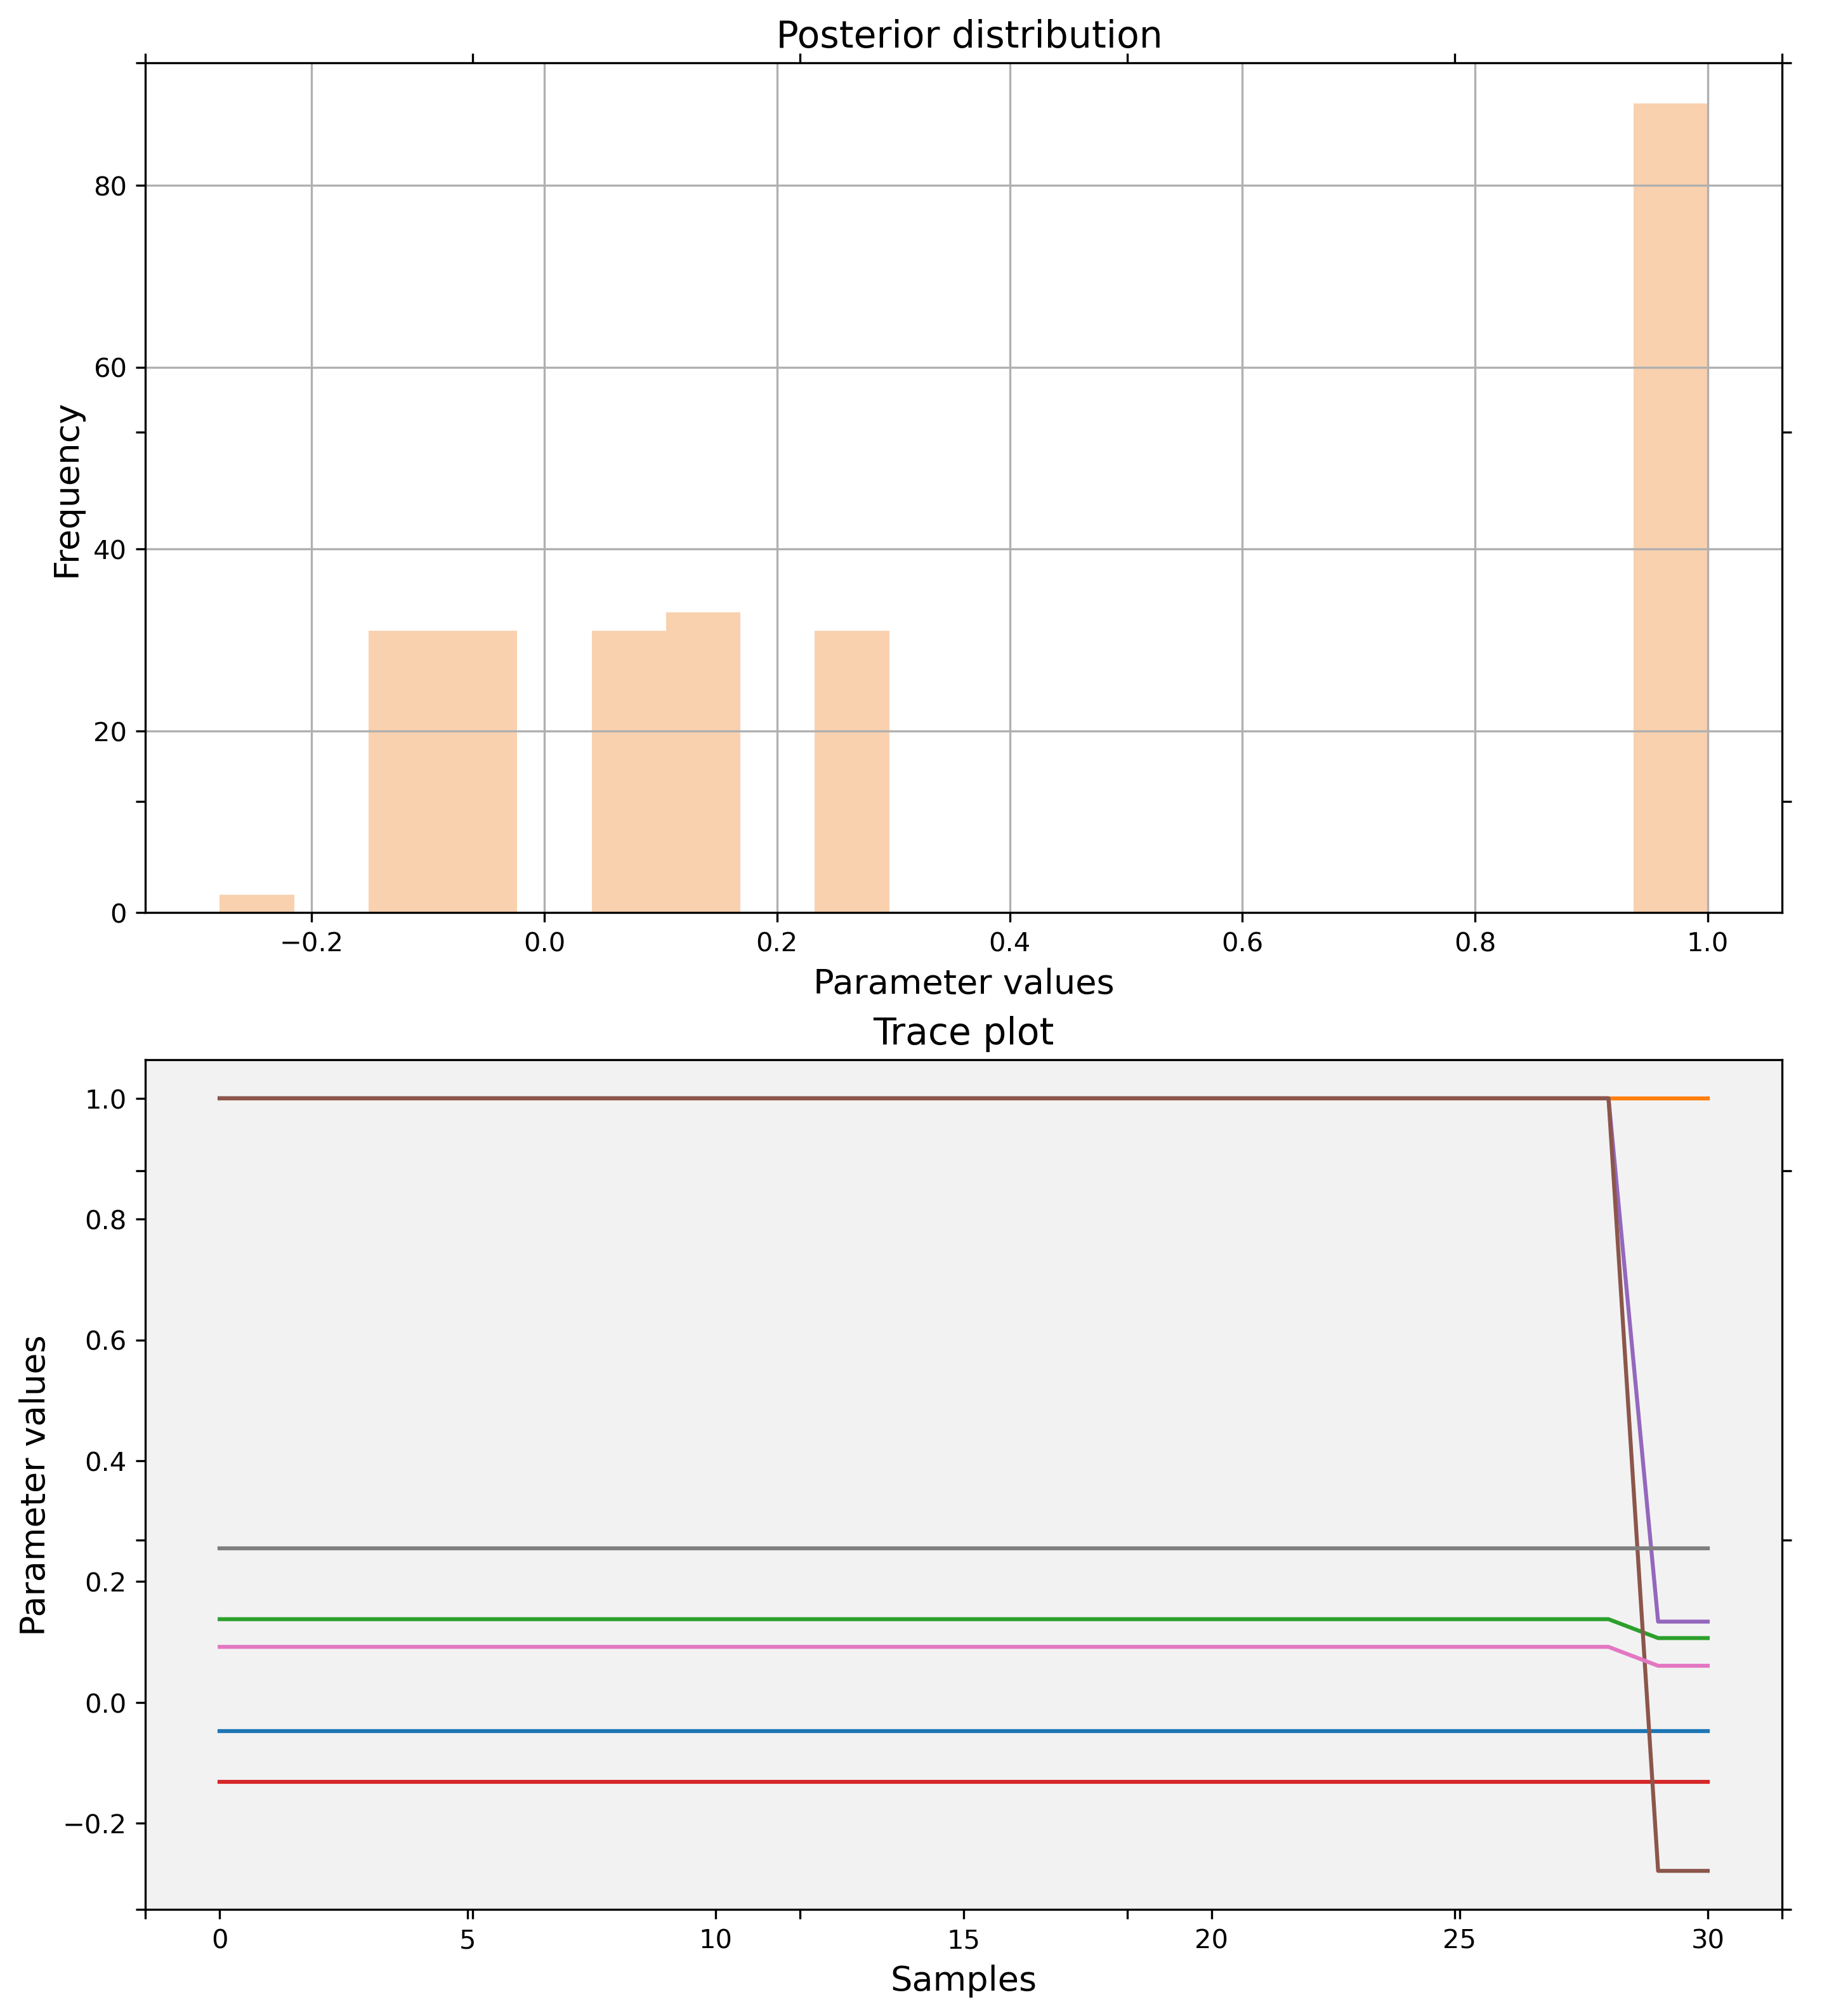 Posterior distribution
Frequency
80
60
40
20
0
−0.2 0.0 0.2 0.4 0.6 0.8 1.0
Parameter values
Trace plot
Parameter values
1.0
0.8
0.6
0.4
0.2
0.0
−0.2
0 5 10 15 20 25 30
Samples